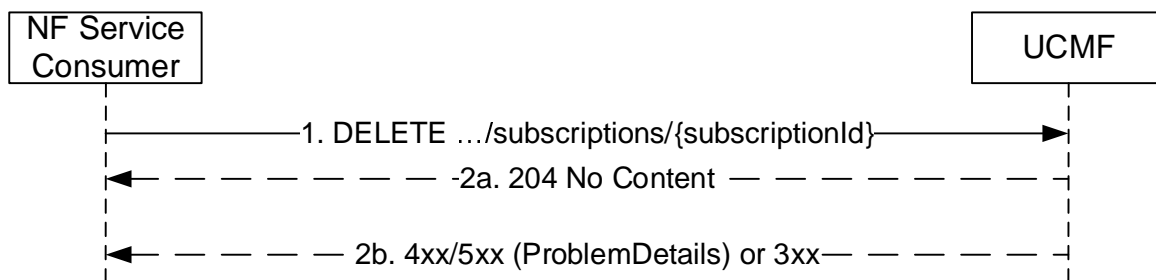 NF Service
Consumer
UCMF
1. DELETE …/subscriptions/{subscriptionId}
2a. 204 No Content
2b. 4xx/5xx (ProblemDetails) or 3xx